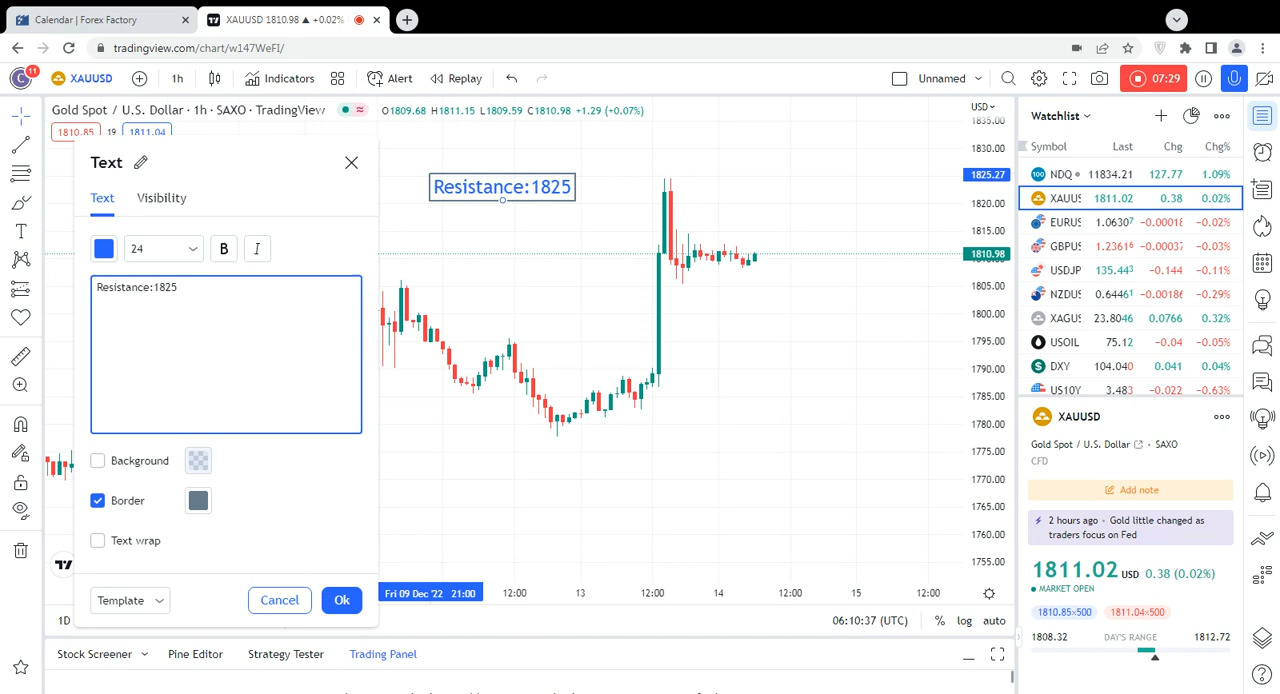 Calendar | Forex Factory
XAUUSD 1810.98 ▲ +0.02%
tradingview.com/chart/w147WeFI/
C 11 XAUUSD 1h Indicators Alert Replay Unnamed 07:29
Gold Spot / U.S. Dollar · 1h · SAXO · TradingView O1809.68 H1811.15 L1809.59 C1810.98 +1.29 (+0.07%)
1810.85 19 1811.04
USD
1835.00
1830.00
1825.27
1820.00
1815.00
1810.98
1805.00
1800.00
1795.00
1790.00
1785.00
1780.00
1775.00
1770.00
1765.00
1760.00
1755.00
Resistance:1825
Text
Text Visibility
24 B I
Resistance:1825
Background
Border
Text wrap
Template Cancel Ok
Fri 09 Dec '22 21:00 12:00 13 12:00 14 12:00 15 12:00
1D 06:10:37 (UTC) % log auto
Stock Screener Pine Editor Strategy Tester Trading Panel
Watchlist
Symbol Last Chg Chg%
NDQ 11834.21 127.77 1.09%
XAUUS 1811.02 0.38 0.02%
EURUS 1.06307 -0.00018 -0.02%
GBPUS 1.23616 -0.00037 -0.03%
USDJP 135.443 -0.144 -0.11%
NZDUS 0.64461 -0.00186 -0.29%
XAGUS 23.8046 0.0766 0.32%
USOIL 75.12 -0.04 -0.05%
DXY 104.040 0.041 0.04%
US10Y 3.483 -0.022 -0.63%
XAUUSD
Gold Spot / U.S. Dollar · SAXO
CFD
Add note
2 hours ago · Gold little changed as
traders focus on Fed
1811.02 USD 0.38 (0.02%)
MARKET OPEN
1810.85×500 1811.04×500
1808.32 DAY'S RANGE 1812.72